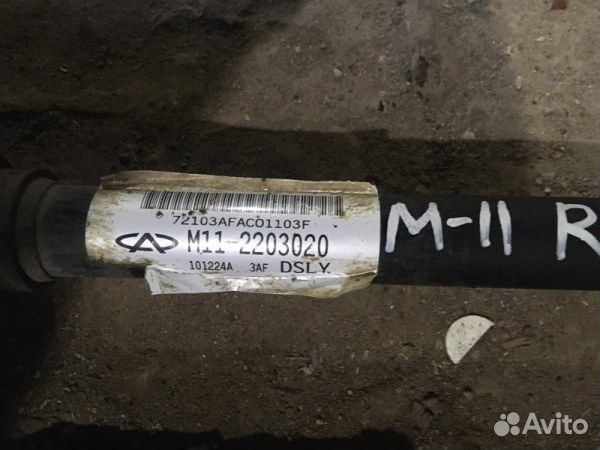 72103AFAC01103F
M11-2203020
101224A 3AF DSLY
M-11 R
Avito